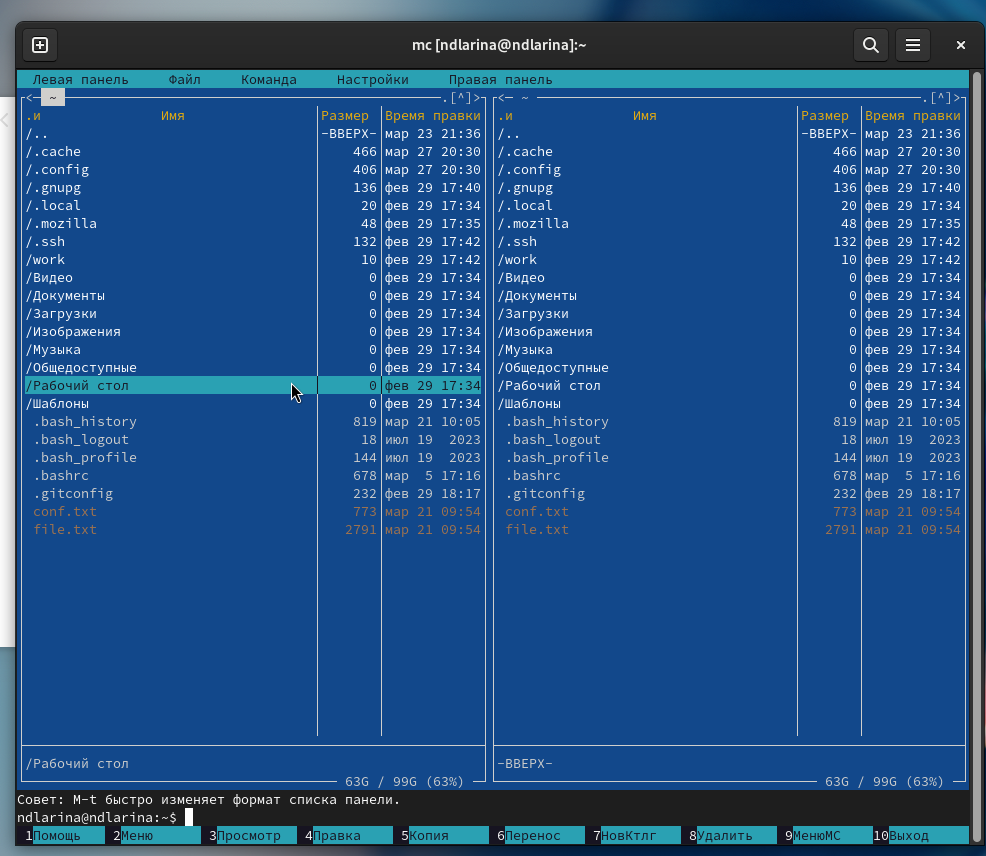 mc [ndlarina@ndlarina]:~
Левая панель Файл Команда Настройки Правая панель
<─ ~ .[^]> <─ ~ .[^]>
.и Имя Размер Время правки .и Имя Размер Время правки
/.. -ВВЕРХ- мар 23 21:36 /.. -ВВЕРХ- мар 23 21:36
/.cache 466 мар 27 20:30 /.cache 466 мар 27 20:30
/.config 406 мар 27 20:30 /.config 406 мар 27 20:30
/.gnupg 136 фев 29 17:40 /.gnupg 136 фев 29 17:40
/.local 20 фев 29 17:34 /.local 20 фев 29 17:34
/.mozilla 48 фев 29 17:35 /.mozilla 48 фев 29 17:35
/.ssh 132 фев 29 17:42 /.ssh 132 фев 29 17:42
/work 10 фев 29 17:42 /work 10 фев 29 17:42
/Видео 0 фев 29 17:34 /Видео 0 фев 29 17:34
/Документы 0 фев 29 17:34 /Документы 0 фев 29 17:34
/Загрузки 0 фев 29 17:34 /Загрузки 0 фев 29 17:34
/Изображения 0 фев 29 17:34 /Изображения 0 фев 29 17:34
/Музыка 0 фев 29 17:34 /Музыка 0 фев 29 17:34
/Общедоступные 0 фев 29 17:34 /Общедоступные 0 фев 29 17:34
/Рабочий стол 0 фев 29 17:34 /Рабочий стол 0 фев 29 17:34
/Шаблоны 0 фев 29 17:34 /Шаблоны 0 фев 29 17:34
.bash_history 819 мар 21 10:05 .bash_history 819 мар 21 10:05
.bash_logout 18 июл 19 2023 .bash_logout 18 июл 19 2023
.bash_profile 144 июл 19 2023 .bash_profile 144 июл 19 2023
.bashrc 678 мар 5 17:16 .bashrc 678 мар 5 17:16
.gitconfig 232 фев 29 18:17 .gitconfig 232 фев 29 18:17
conf.txt 773 мар 21 09:54 conf.txt 773 мар 21 09:54
file.txt 2791 мар 21 09:54 file.txt 2791 мар 21 09:54
/Рабочий стол -ВВЕРХ-
63G / 99G (63%) 63G / 99G (63%)
Совет: M-t быстро изменяет формат списка панели.
ndlarina@ndlarina:~$
1Помощь 2Меню 3Просмотр 4Правка 5Копия 6Перенос 7НовКтлг 8Удалить 9МенюМС 10Выход